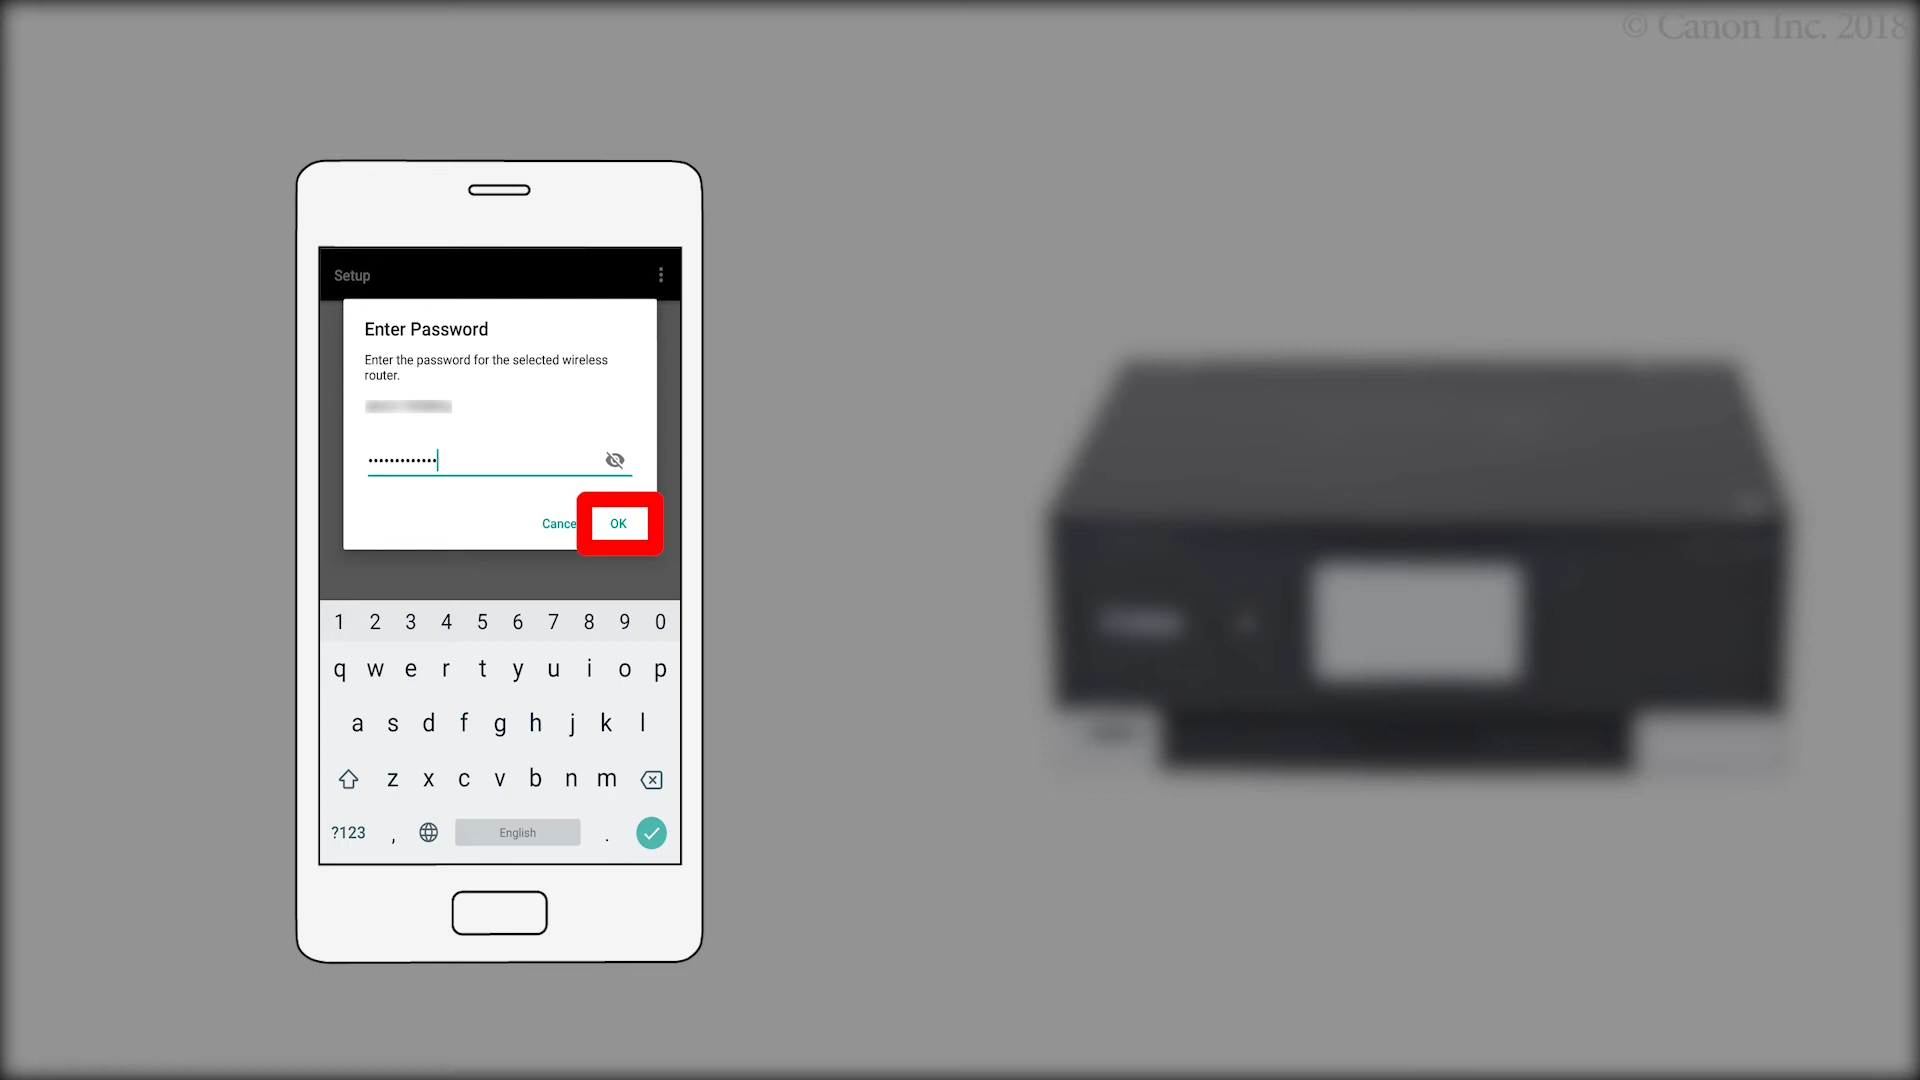 © Canon Inc. 2018
Setup
Enter Password
Enter the password for the selected wireless
router.
•••••••••••••
Cance
OK
1 2 3 4 5 6 7 8 9 0
q w e r t y u i o p
a s d f g h j k l
z x c v b n m
?123 , English .